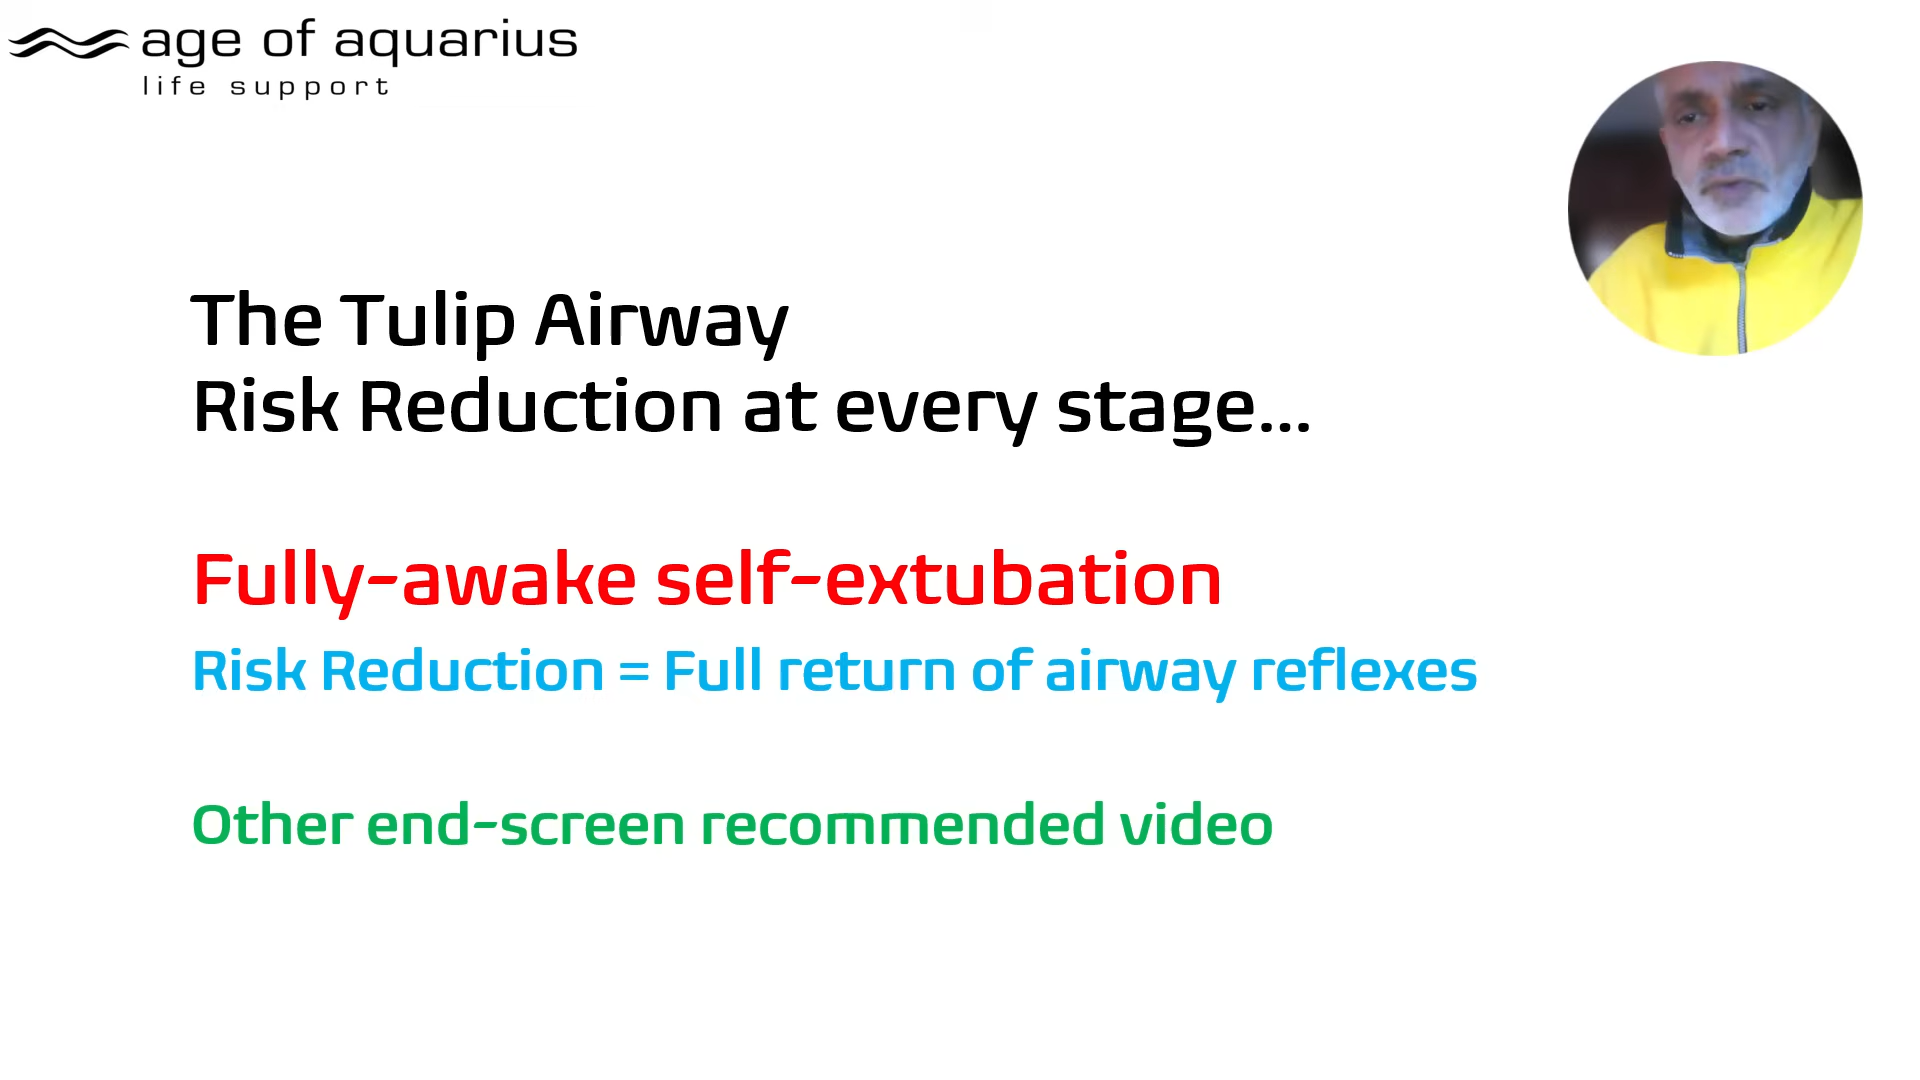 age of aquarius
life support
The Tulip Airway
Risk Reduction at every stage...
Fully-awake self-extubation
Risk Reduction = Full return of airway reflexes
Other end-screen recommended video